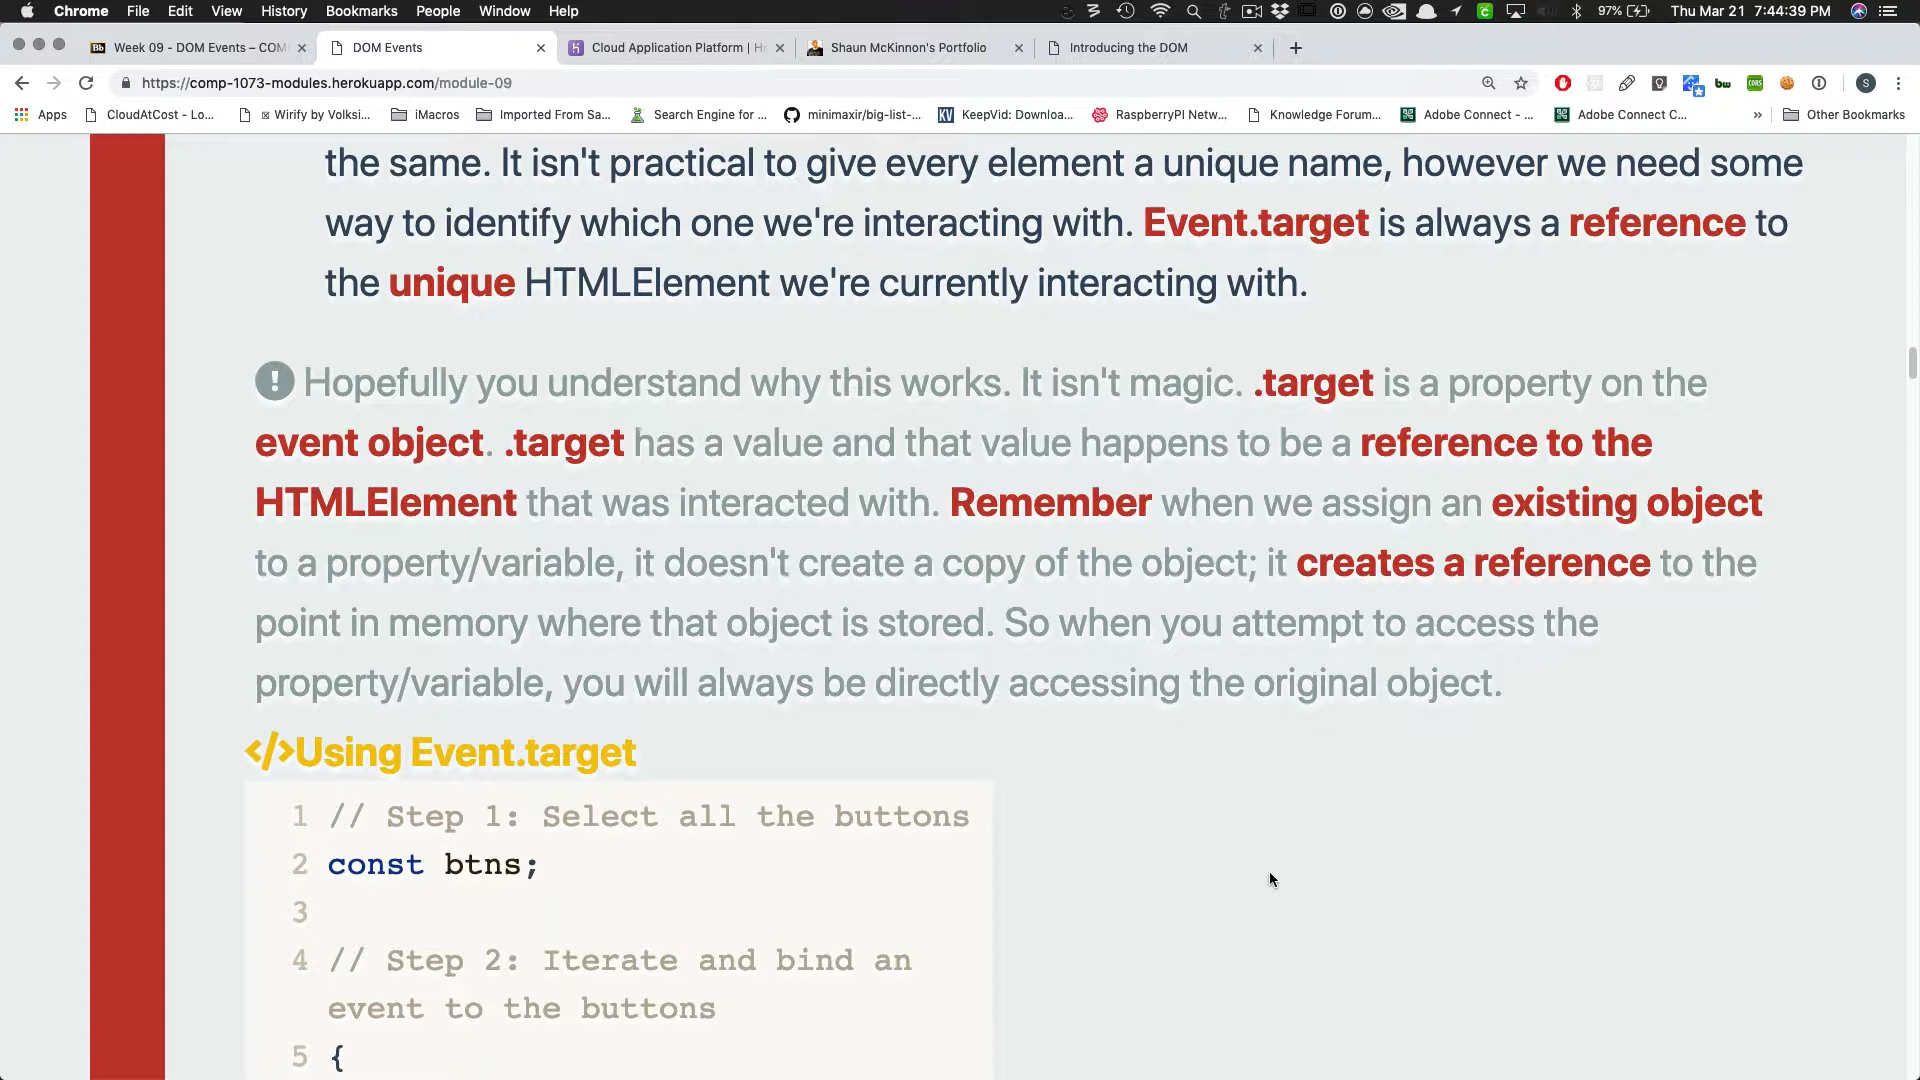 Chrome File Edit View History Bookmarks People Window Help 97% Thu Mar 21 7:44:39 PM
Bb Week 09 - DOM Events – COM DOM Events Cloud Application Platform | H Shaun McKinnon's Portfolio Introducing the DOM
https://comp-1073-modules.herokuapp.com/module-09
Apps CloudAtCost - Lo... Wirify by Volksi... iMacros Imported From Sa... Search Engine for ... minimaxir/big-list-... KV KeepVid: Downloa... RaspberryPI Netw... Knowledge Forum... Adobe Connect - ... Adobe Connect C... » Other Bookmarks
the same. It isn't practical to give every element a unique name, however we need some
way to identify which one we're interacting with. Event.target is always a reference to
the unique HTMLElement we're currently interacting with.
Hopefully you understand why this works. It isn't magic. .target is a property on the
event object. .target has a value and that value happens to be a reference to the
HTMLElement that was interacted with. Remember when we assign an existing object
to a property/variable, it doesn't create a copy of the object; it creates a reference to the
point in memory where that object is stored. So when you attempt to access the
property/variable, you will always be directly accessing the original object.
</>Using Event.target
1 // Step 1: Select all the buttons
2 const btns;
3
4 // Step 2: Iterate and bind an
event to the buttons
5 {